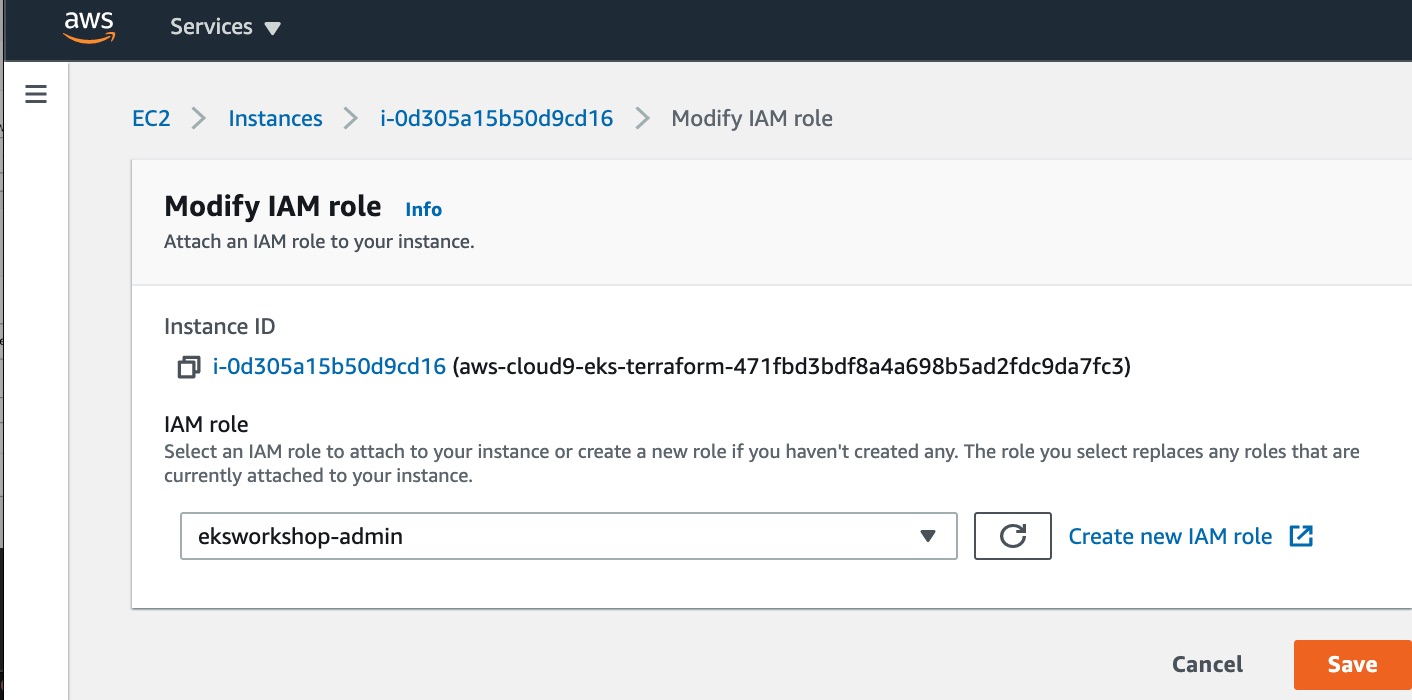 aws Services
EC2 Instances i-0d305a15b50d9cd16 Modify IAM role
Modify IAM role Info
Attach an IAM role to your instance.
Instance ID
i-0d305a15b50d9cd16 (aws-cloud9-eks-terraform-471fbd3bdf8a4a698b5ad2fdc9da7fc3)
IAM role
Select an IAM role to attach to your instance or create a new role if you haven't created any. The role you select replaces any roles that are
currently attached to your instance.
eksworkshop-admin Create new IAM role
Cancel Save